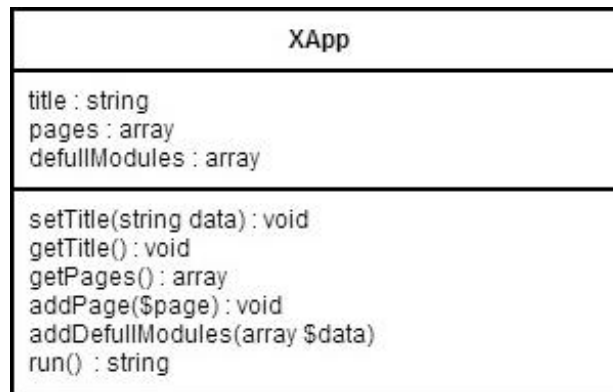 XApp
title : string
pages : array
defullModules : array
setTitle(string data) : void
getTitle() : void
getPages() : array
addPage($page) : void
addDefullModules(array $data)
run() : string